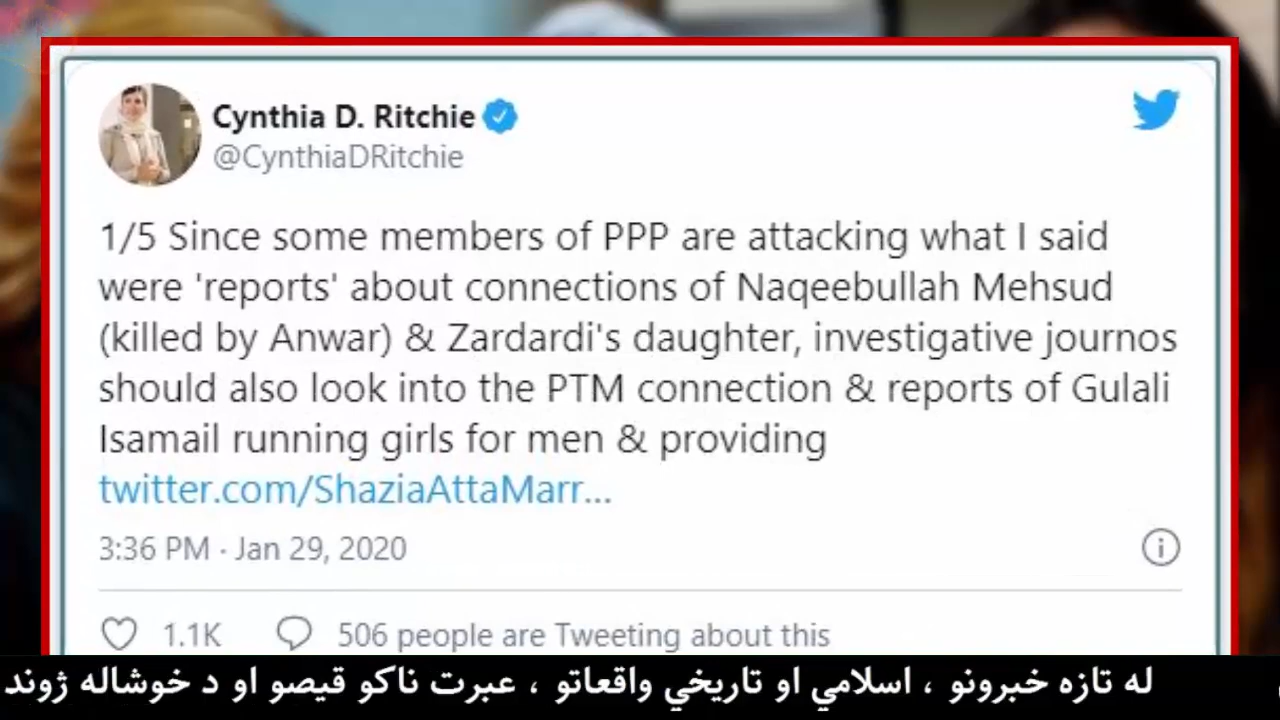 Cynthia D. Ritchie
@CynthiaDRitchie
1/5 Since some members of PPP are attacking what I said
were 'reports' about connections of Naqeebullah Mehsud
(killed by Anwar) & Zardardi's daughter, investigative journos
should also look into the PTM connection & reports of Gulali
Isamail running girls for men & providing
twitter.com/ShaziaAttaMarr...
3:36 PM · Jan 29, 2020
1.1K 506 people are Tweeting about this
له تازه خبرونو ، اسلامي او تاريخي واقعاتو ، عبرت ناکو قيصو او د خوشاله ژوند